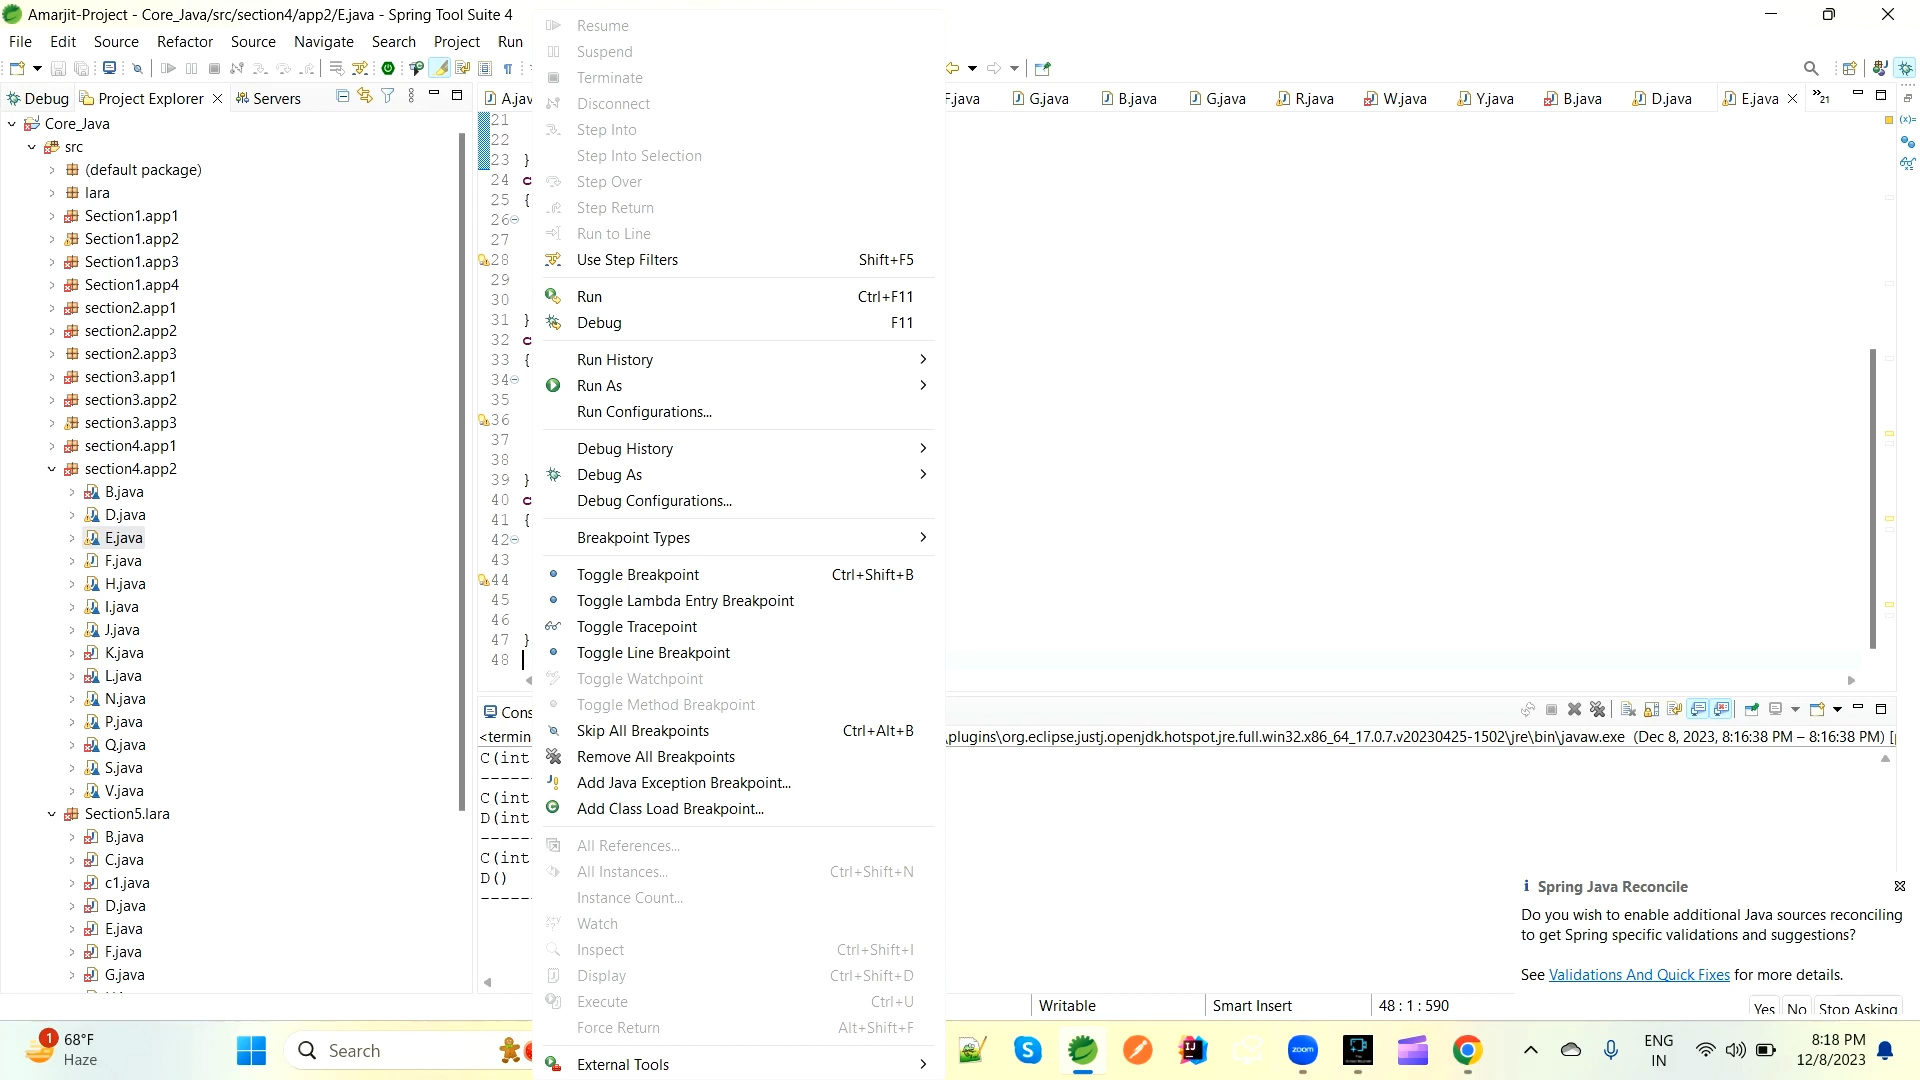 Amarjit-Project - Core_Java/src/section4/app2/E.java - Spring Tool Suite 4
File Edit Source Refactor Source Navigate Search Project Run
Debug Project Explorer Servers
Core_Java
src
(default package)
lara
Section1.app1
Section1.app2
Section1.app3
Section1.app4
section2.app1
section2.app2
section2.app3
section3.app1
section3.app2
section3.app3
section4.app1
section4.app2
B.java
D.java
E.java
F.java
H.java
I.java
J.java
K.java
L.java
N.java
P.java
Q.java
S.java
V.java
Section5.lara
B.java
C.java
c1.java
D.java
E.java
F.java
G.java
A.jav
F.java G.java B.java G.java R.java W.java Y.java B.java D.java E.java »21
21
22
23 }
24 c
25 {
26
27
28
29
30
31 }
32 c
33 {
34
35
36
37
38
39 }
40 c
41 {
42
43
44
45
46
47 }
48
Resume
Suspend
Terminate
Disconnect
Step Into
Step Into Selection
Step Over
Step Return
Run to Line
Use Step Filters Shift+F5
Run Ctrl+F11
Debug F11
Run History
Run As
Run Configurations...
Debug History
Debug As
Debug Configurations...
Breakpoint Types
Toggle Breakpoint Ctrl+Shift+B
Toggle Lambda Entry Breakpoint
Toggle Tracepoint
Toggle Line Breakpoint
Toggle Watchpoint
Toggle Method Breakpoint
Skip All Breakpoints Ctrl+Alt+B
Remove All Breakpoints
Add Java Exception Breakpoint...
Add Class Load Breakpoint...
All References...
All Instances... Ctrl+Shift+N
Instance Count...
Watch
Inspect Ctrl+Shift+I
Display Ctrl+Shift+D
Execute Ctrl+U
Force Return Alt+Shift+F
External Tools
Cons
<termin
\plugins\org.eclipse.justj.openjdk.hotspot.jre.full.win32.x86_64_17.0.7.v20230425-1502\jre\bin\javaw.exe (Dec 8, 2023, 8:16:38 PM – 8:16:38 PM) [
C(int
------
C(int
D(int
------
C(int
D()
------
Spring Java Reconcile
Do you wish to enable additional Java sources reconciling
to get Spring specific validations and suggestions?
See Validations And Quick Fixes for more details.
Yes No Stop Asking
Writable Smart Insert 48 : 1 : 590
1
68°F
Haze
Search
zoom
ENG
IN
8:18 PM
12/8/2023